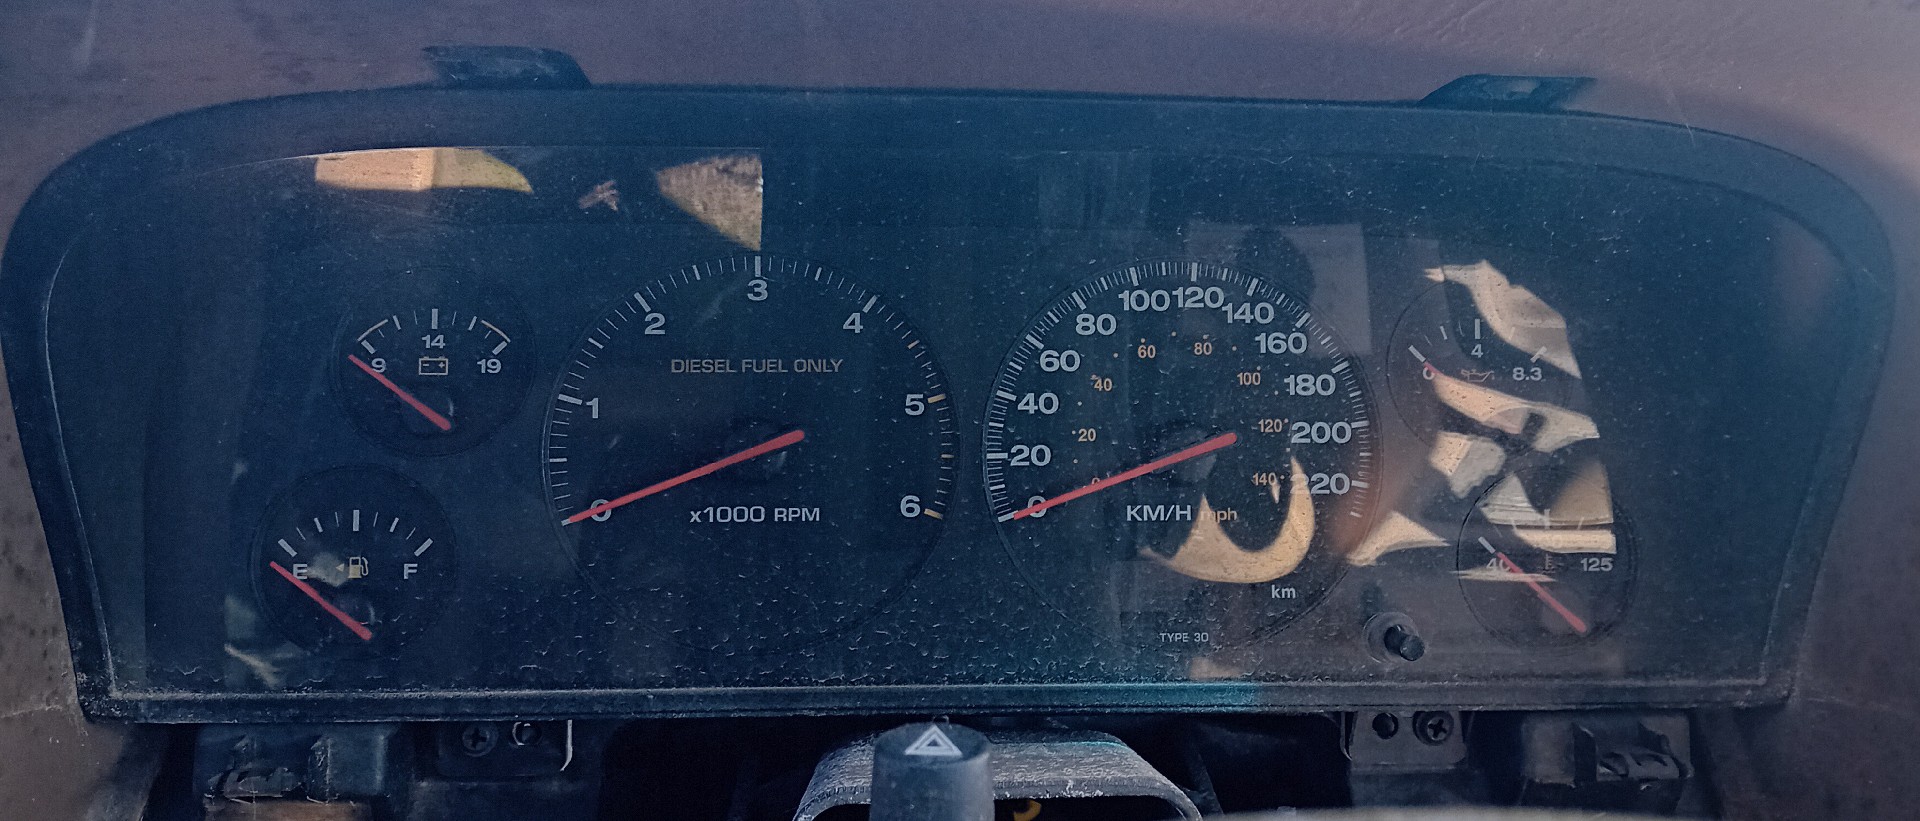 9 14 19
E F
0 1 2 3 4 5 6
DIESEL FUEL ONLY
x1000 RPM
0 20 40 60 80 100 120 140 160 180 200 220
0 20 40 60 80 100 120 140
KM/H mph
km
TYPE 30
0 4 8.3
40 125